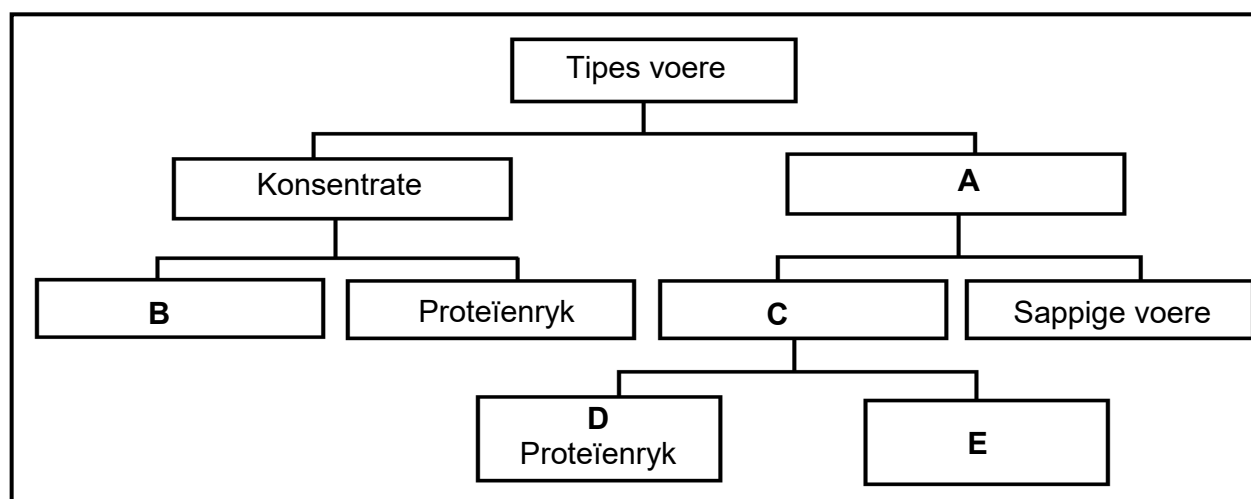 Tipes voere
Konsentrate
A
B
Proteïenryk
C
Sappige voere
D
Proteïenryk
E